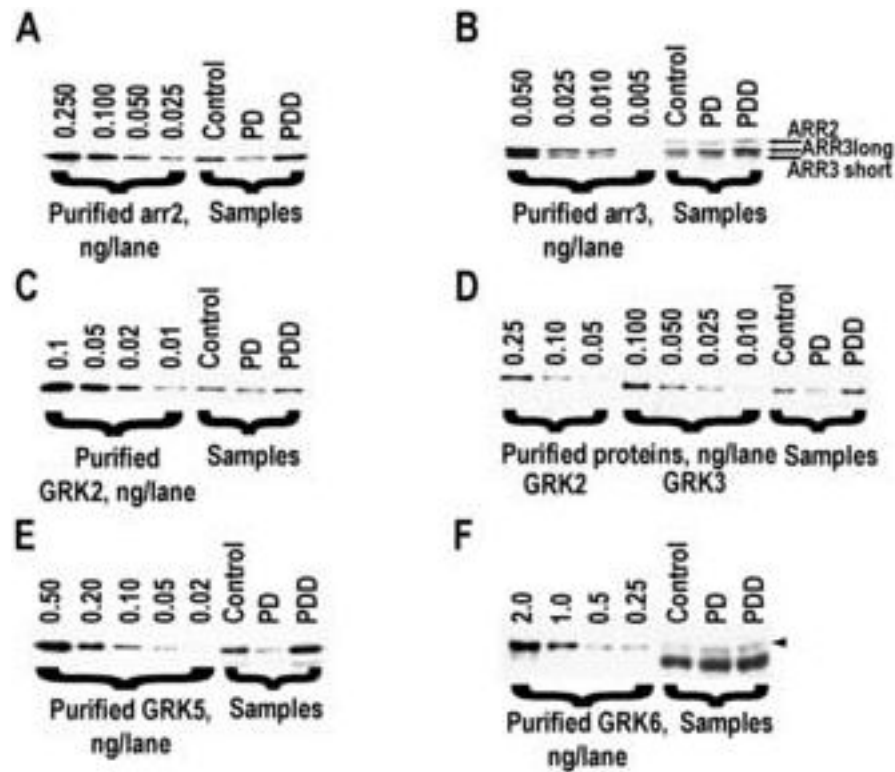 A
0.250 0.100 0.050 0.025 Control PD PDD
Purified arr2, Samples
ng/lane
B
0.050 0.025 0.010 0.005 Control PD PDD
ARR2
ARR3long
ARR3 short
Purified arr3, Samples
ng/lane
C
0.1 0.05 0.02 0.01 Control PD PDD
Purified Samples
GRK2, ng/lane
D
0.25 0.10 0.05 0.100 0.050 0.025 0.010 Control PD PDD
Purified proteins, ng/lane Samples
GRK2 GRK3
E
0.50 0.20 0.10 0.05 0.02 Control PD PDD
Purified GRK5, Samples
ng/lane
F
2.0 1.0 0.5 0.25 Control PD PDD
Purified GRK6, Samples
ng/lane